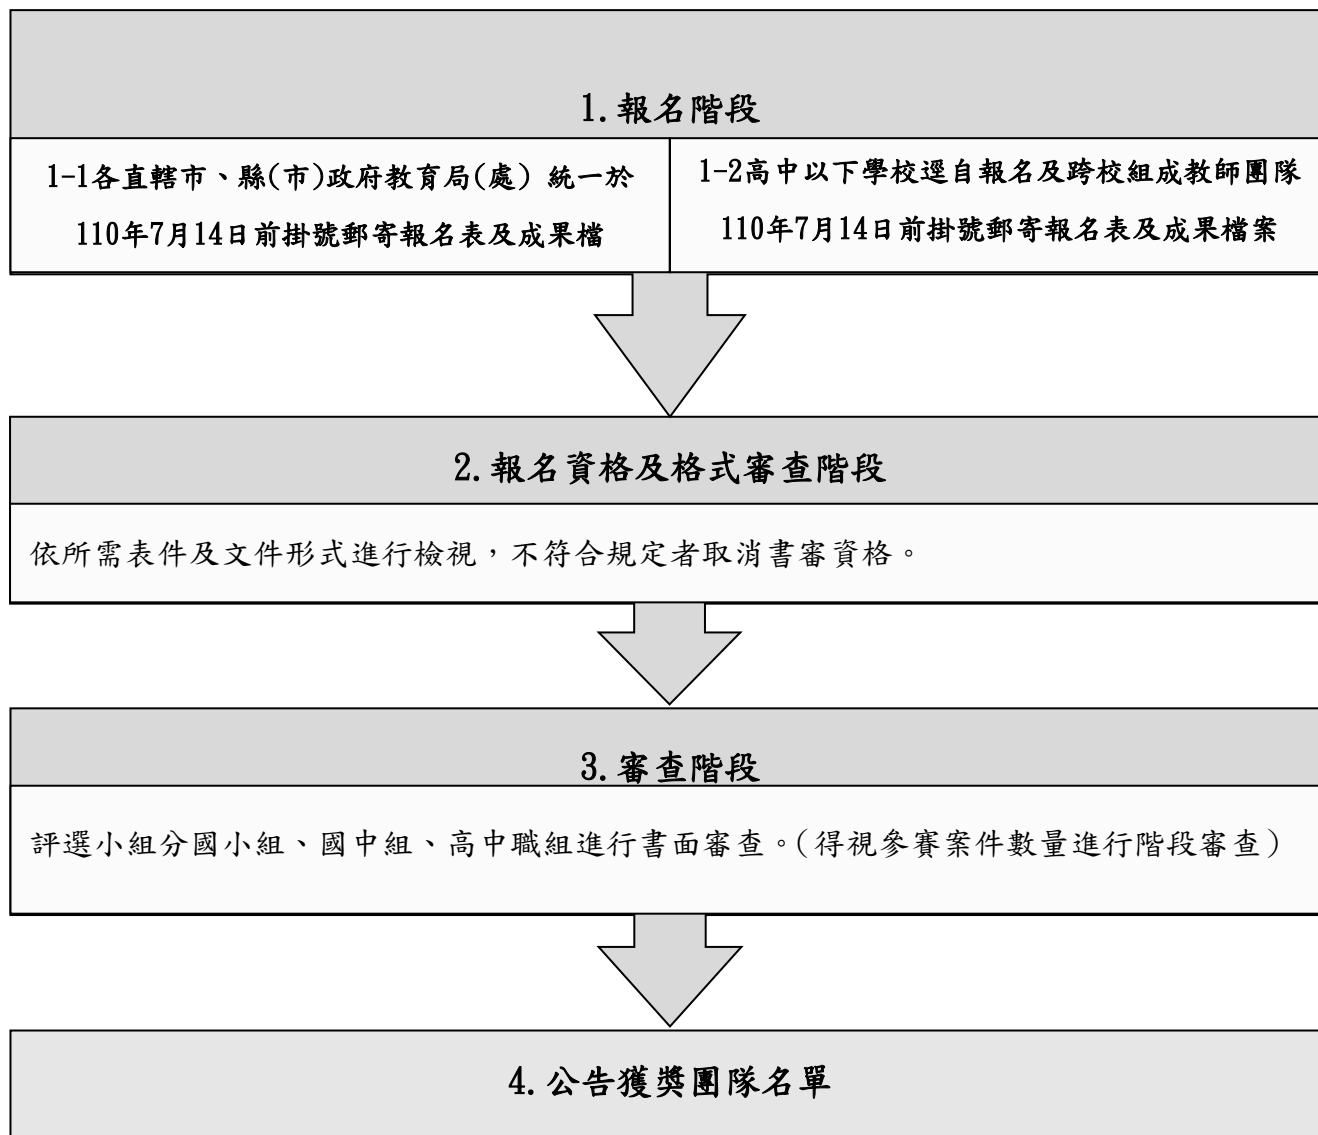 1.報名階段
1-1各直轄市、縣(市)政府教育局(處) 統一於
110年7月14日前掛號郵寄報名表及成果檔
1-2高中以下學校逕自報名及跨校組成教師團隊
110年7月14日前掛號郵寄報名表及成果檔案
2.報名資格及格式審查階段
依所需表件及文件形式進行檢視，不符合規定者取消書審資格。
3.審查階段
評選小組分國小組、國中組、高中職組進行書面審查。(得視參賽案件數量進行階段審查)
4.公告獲獎團隊名單